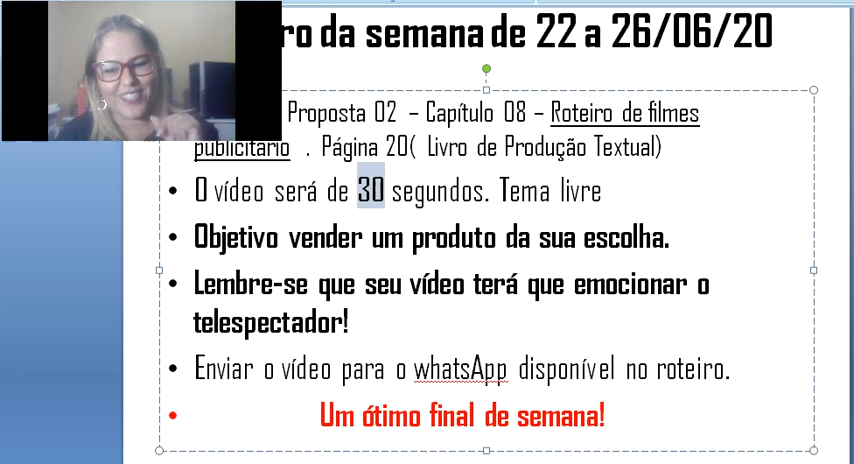 ro da semana de 22 a 26/06/20
Proposta 02 – Capítulo 08 – Roteiro de filmes
publicitário . Página 20( Livro de Produção Textual)
• O vídeo será de 30 segundos. Tema livre
• Objetivo vender um produto da sua escolha.
• Lembre-se que seu vídeo terá que emocionar o
telespectador!
• Enviar o vídeo para o whatsApp disponível no roteiro.
• Um ótimo final de semana!